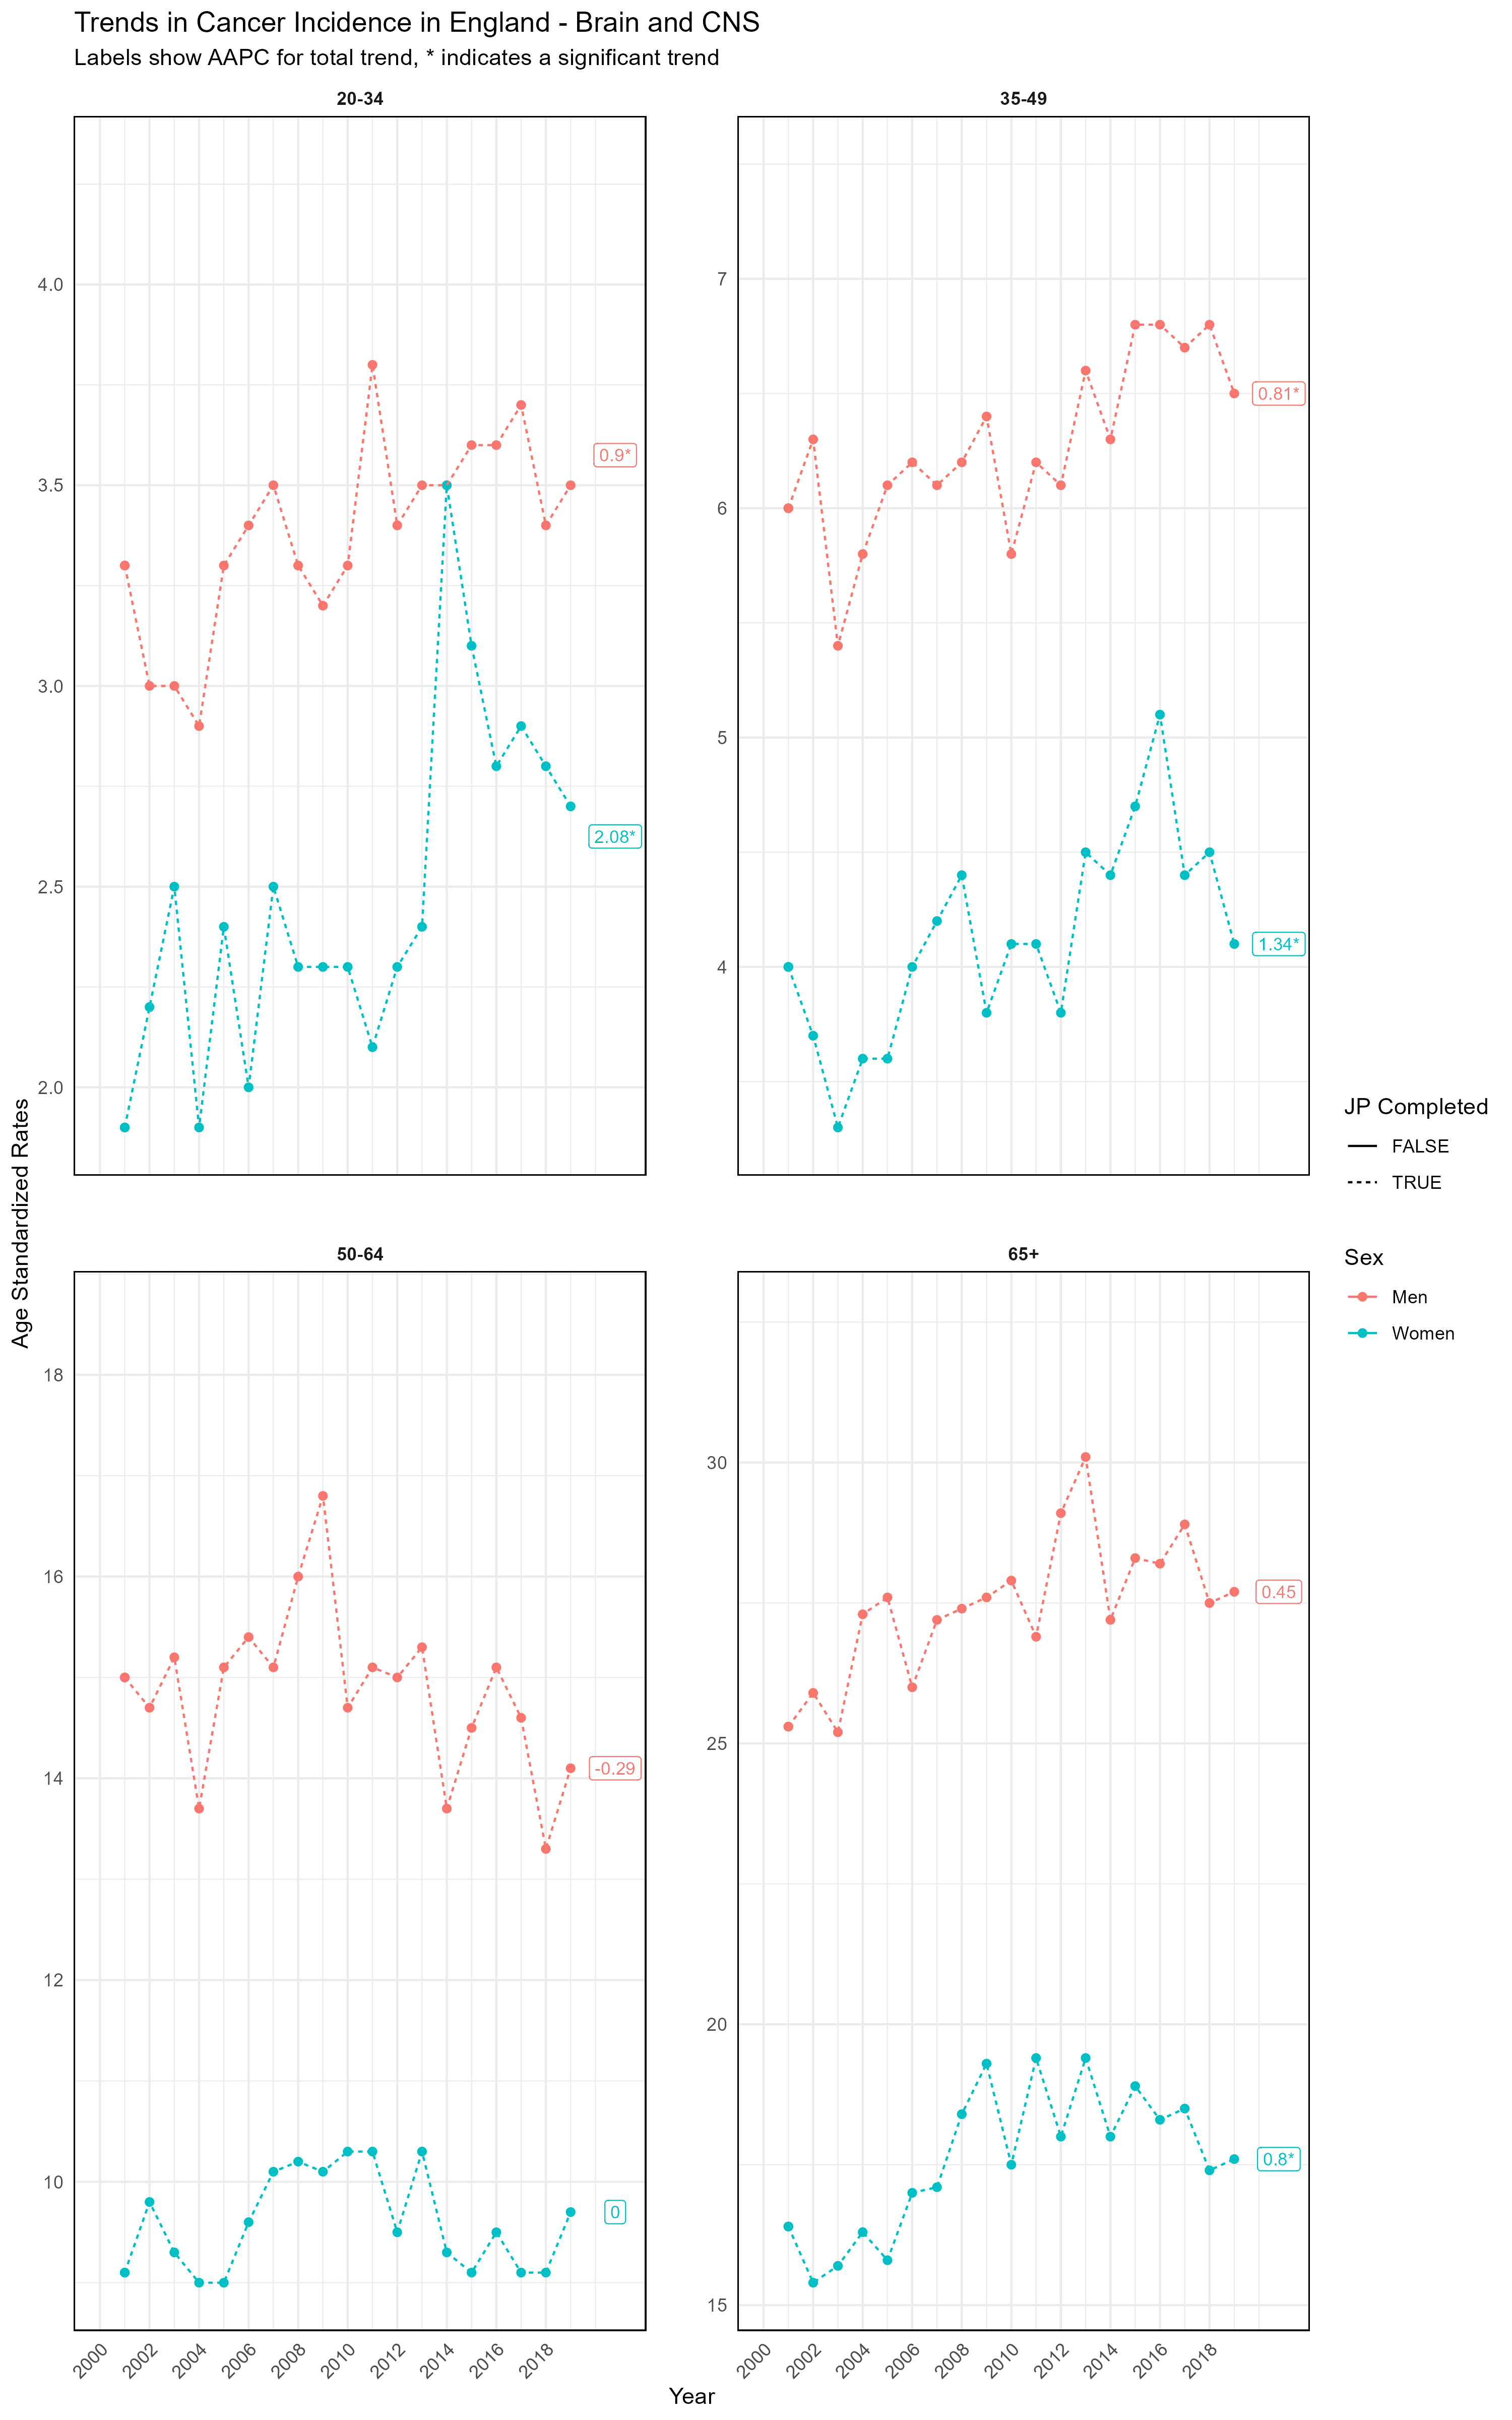 Trends in Cancer Incidence in England - Brain and CNS
Labels show AAPC for total trend, * indicates a significant trend
20-34
35-49
4.0
3.5
3.0
2.5
2.0
0.9*
2.08*
7
6
5
4
0.81*
1.34*
Age Standardized Rates
50-64
65+
18
16
14
12
10
-0.29
0
30
25
20
15
0.45
0.8*
2000 2002 2004 2006 2008 2010 2012 2014 2016 2018
2000 2002 2004 2006 2008 2010 2012 2014 2016 2018
Year
JP Completed
FALSE
TRUE
Sex
Men
Women